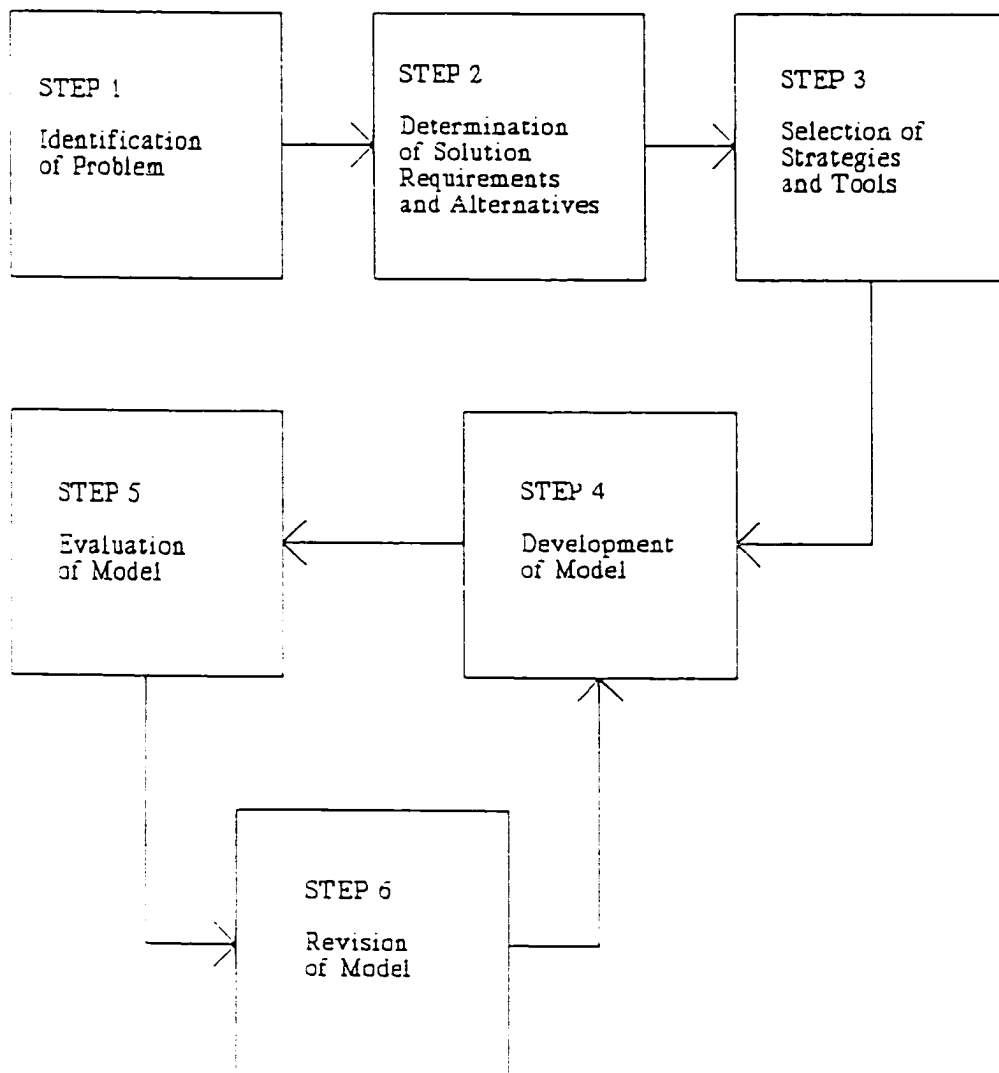 STEP 1
Identification
of Problem
STEP 2
Determination
of Solution
Requirements
and Alternatives
STEP 3
Selection of
Strategies
and Tools
STEP 4
Development
of Model
STEP 5
Evaluation
of Model
STEP 6
Revision
of Model